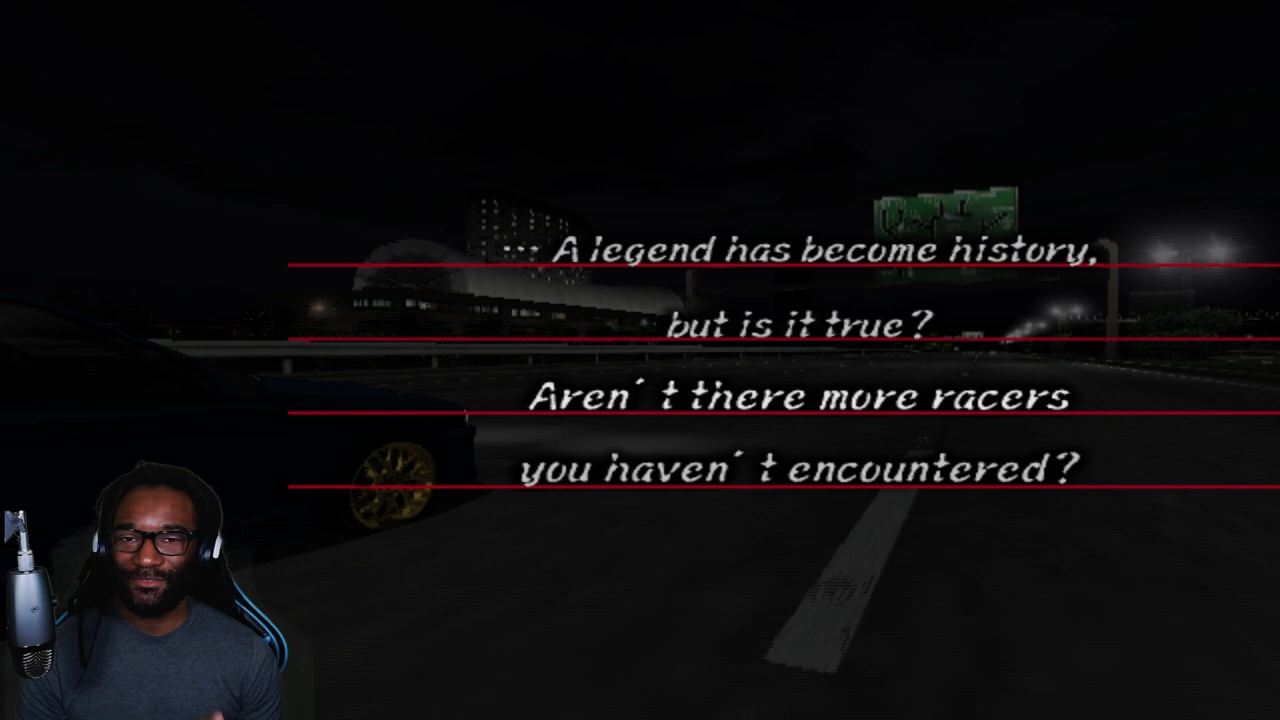 ... A legend has become history,
but is it true?
Aren't there more racers
you haven't encountered?